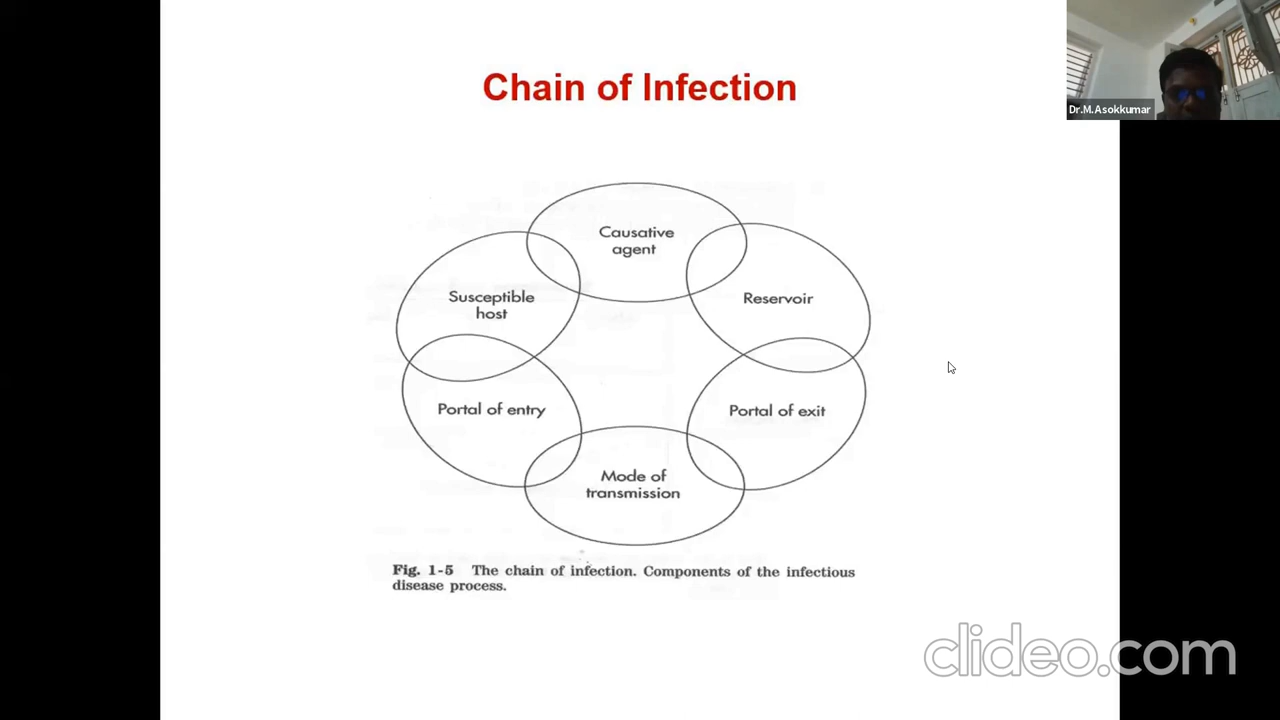 Chain of Infection
Dr.M.Asokkumar
Causative
agent
Susceptible
host
Reservoir
Portal of entry
Portal of exit
Mode of
transmission
Fig. 1-5 The chain of infection. Components of the infectious
disease process.
clideo.com